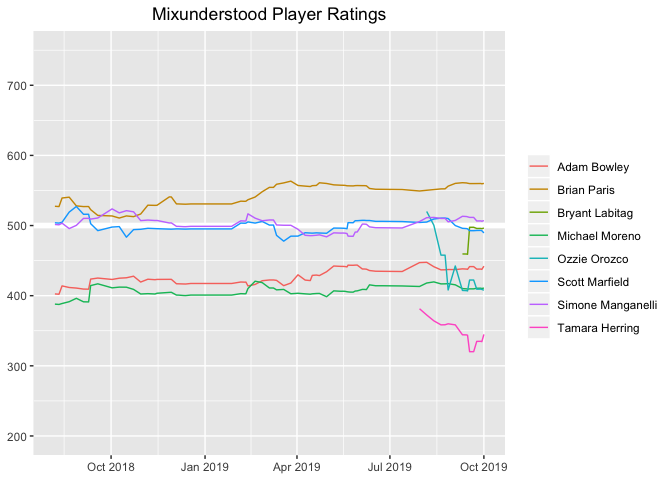 Mixunderstood Player Ratings
700
600
500
400
300
200
Oct 2018
Jan 2019
Apr 2019
Jul 2019
Oct 2019
Adam Bowley
Brian Paris
Bryant Labitag
Michael Moreno
Ozzie Orozco
Scott Marfield
Simone Manganelli
Tamara Herring